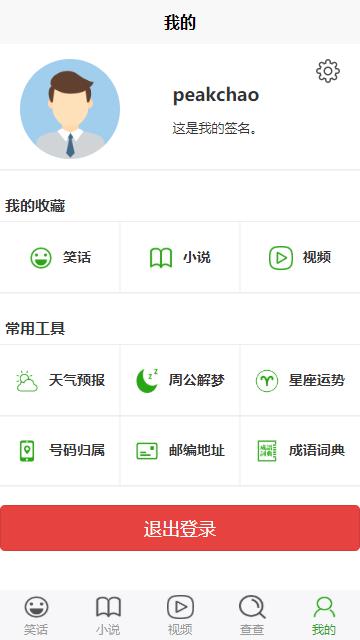 我的
peakchao
这是我的签名。
我的收藏
笑话 小说 视频
常用工具
天气预报 周公解梦 星座运势
号码归属 邮编地址 成语词典
退出登录
笑话 小说 视频 查查 我的